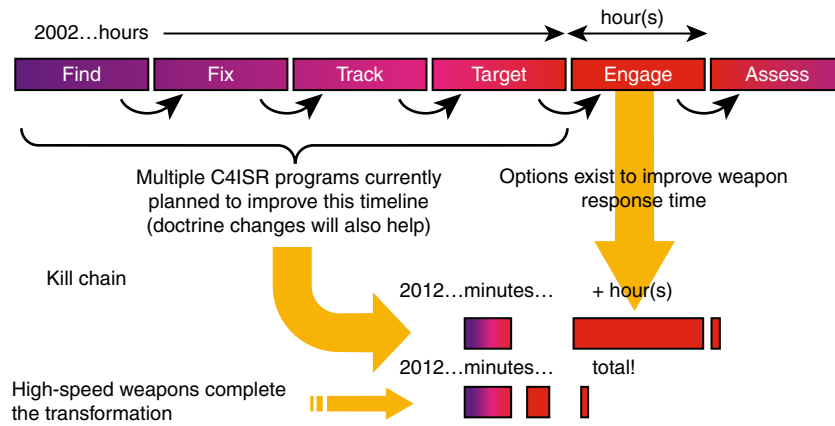 2002…hours
hour(s)
Find
Fix
Track
Target
Engage
Assess
Multiple C4ISR programs currently
planned to improve this timeline
(doctrine changes will also help)
Options exist to improve weapon
response time
Kill chain
2012…minutes…
+ hour(s)
2012…minutes…
total!
High-speed weapons complete
the transformation